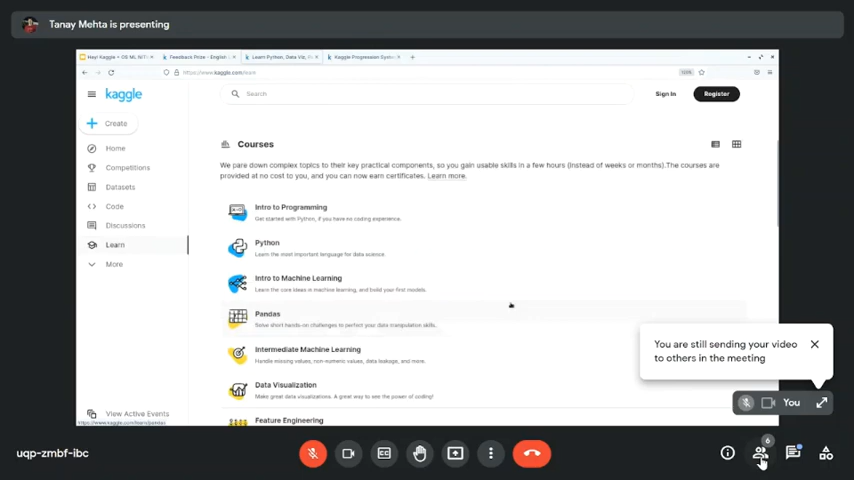 Tanay Mehta is presenting
Hey! Kaggle + OS ML N/T
Feedback Prize - English
Learn Python, Data Viz,
Kaggle Progression Syste
https://www.kaggle.com/learn
kaggle
Search
Sign In
Register
Create
Home
Competitions
Datasets
Code
Discussions
Learn
More
View Active Events
https://www.kaggle.com/learn/pandas
Courses
We pare down complex topics to their key practical components, so you gain usable skills in a few hours (instead of weeks or months).The courses are
provided at no cost to you, and you can now earn certificates. Learn more.
Intro to Programming
Get started with Python, if you have no coding experience.
Python
Learn the most important language for data science.
Intro to Machine Learning
Learn the core ideas in machine learning, and build your first models.
Pandas
Solve short hands-on challenges to perfect your data manipulation skills.
Intermediate Machine Learning
Handle missing values, non-numeric values, data leakage, and more.
Data Visualization
Make great data visualizations. A great way to see the power of coding!
Feature Engineering
You are still sending your video
to others in the meeting
You
uqp-zmbf-ibc
6